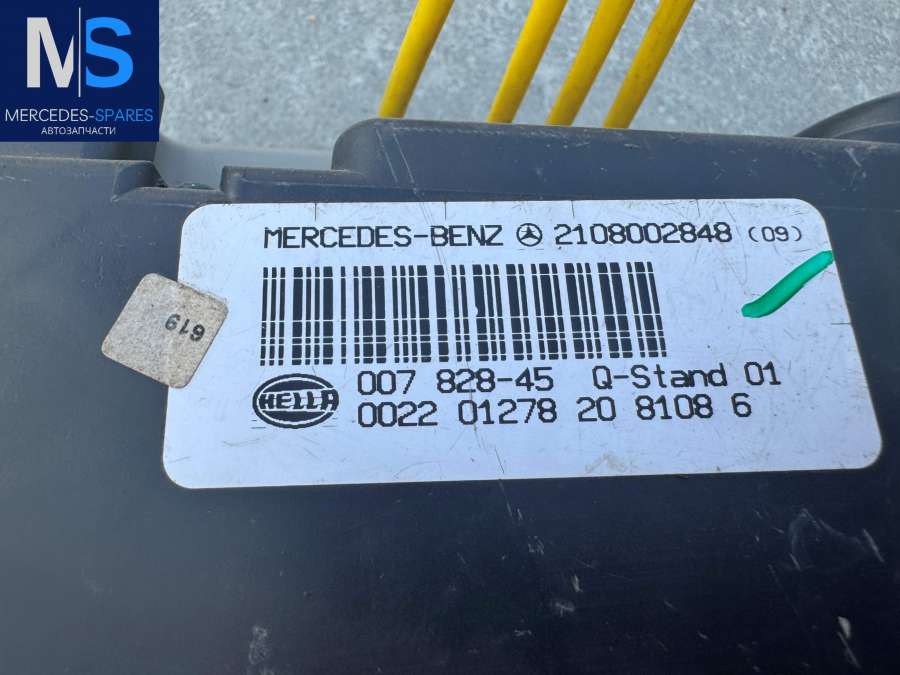 MS
MERCEDES-SPARES
АВТОЗАПЧАСТИ
MERCEDES-BENZ 2108002848 (09)
619
HELLA
007 828-45 Q-Stand 01
0022 01278 20 8108 6